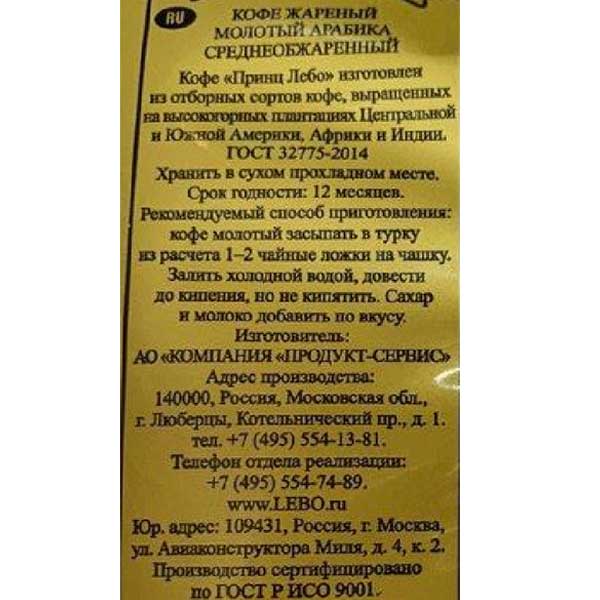 RU
КОФЕ ЖАРЕНЫЙ
МОЛОТЫЙ АРАБИКА
СРЕДНЕОБЖАРЕННЫЙ
Кофе «Принц Лебо» изготовлен
из отборных сортов кофе, выращенных
на высокогорных плантациях Центральной
и Южной Америки, Африки и Индии.
ГОСТ 32775-2014
Хранить в сухом прохладном месте.
Срок годности: 12 месяцев.
Рекомендуемый способ приготовления:
кофе молотый засыпать в турку
из расчета 1–2 чайные ложки на чашку.
Залить холодной водой, довести
до кипения, но не кипятить. Сахар
и молоко добавить по вкусу.
Изготовитель:
АО «КОМПАНИЯ «ПРОДУКТ-СЕРВИС»
Адрес производства:
140000, Россия, Московская обл.,
г. Люберцы, Котельнический пр., д. 1.
тел. +7 (495) 554-13-81.
Телефон отдела реализации:
+7 (495) 554-74-89.
www.LEBO.ru
Юр. адрес: 109431, Россия, г. Москва,
ул. Авиаконструктора Миля, д. 4, к. 2.
Производство сертифицировано
по ГОСТ Р ИСО 9001.